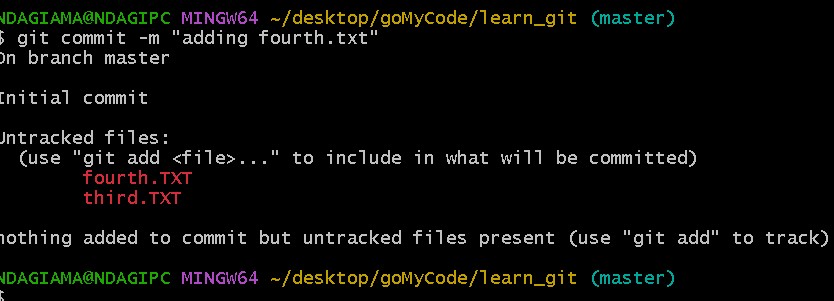 NDAGIAMA@NDAGIPC MINGW64 ~/desktop/goMyCode/learn_git (master)
$ git commit -m "adding fourth.txt"
On branch master
Initial commit
Untracked files:
(use "git add <file>..." to include in what will be committed)
fourth.TXT
third.TXT
nothing added to commit but untracked files present (use "git add" to track)
NDAGIAMA@NDAGIPC MINGW64 ~/desktop/goMyCode/learn_git (master)
$